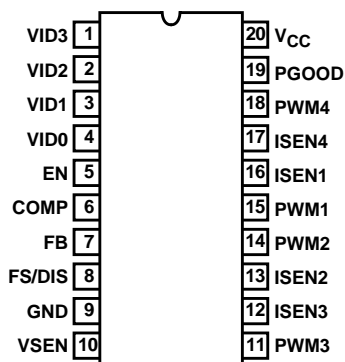 VID3 1 20 VCC
VID2 2 19 PGOOD
VID1 3 18 PWM4
VID0 4 17 ISEN4
EN 5 16 ISEN1
COMP 6 15 PWM1
FB 7 14 PWM2
FS/DIS 8 13 ISEN2
GND 9 12 ISEN3
VSEN 10 11 PWM3